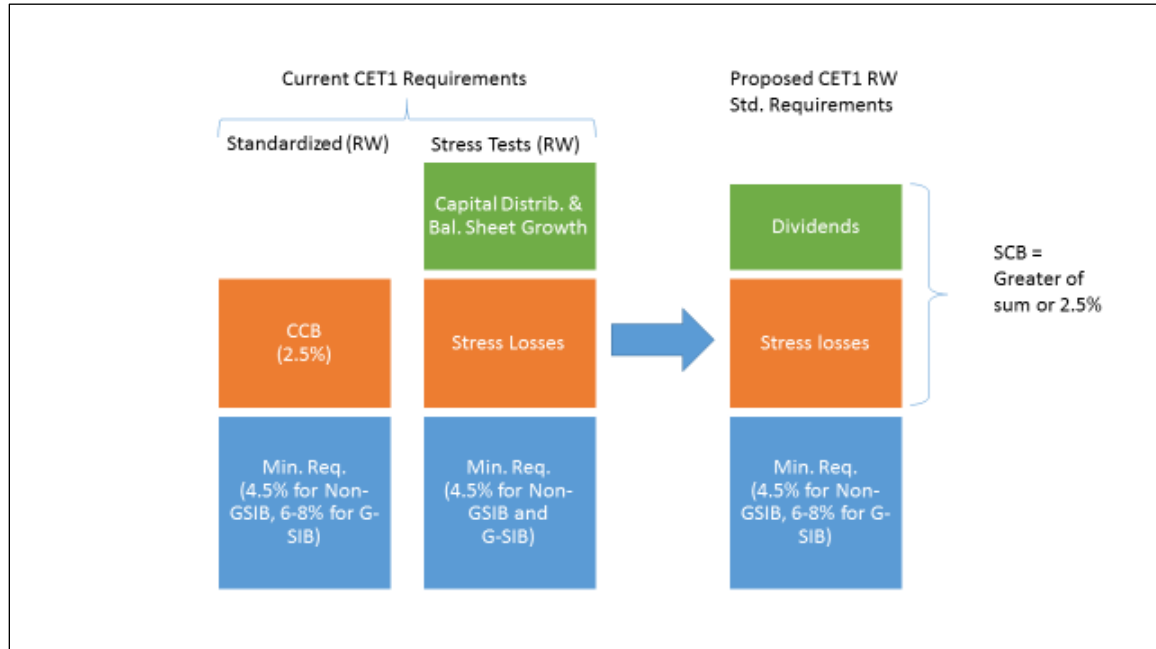 Current CET1 Requirements
Proposed CET1 RW
Std. Requirements
Standardized (RW)
Stress Tests (RW)
Capital Distrib. &
Bal. Sheet Growth
Dividends
SCB =
Greater of
sum or 2.5%
CCB
(2.5%)
Stress Losses
Stress losses
Min. Req.
(4.5% for Non-
GSIB, 6-8% for G-
SIB)
Min. Req.
(4.5% for Non-
GSIB and
G-SIB)
Min. Req.
(4.5% for Non-
GSIB, 6-8% for G-
SIB)